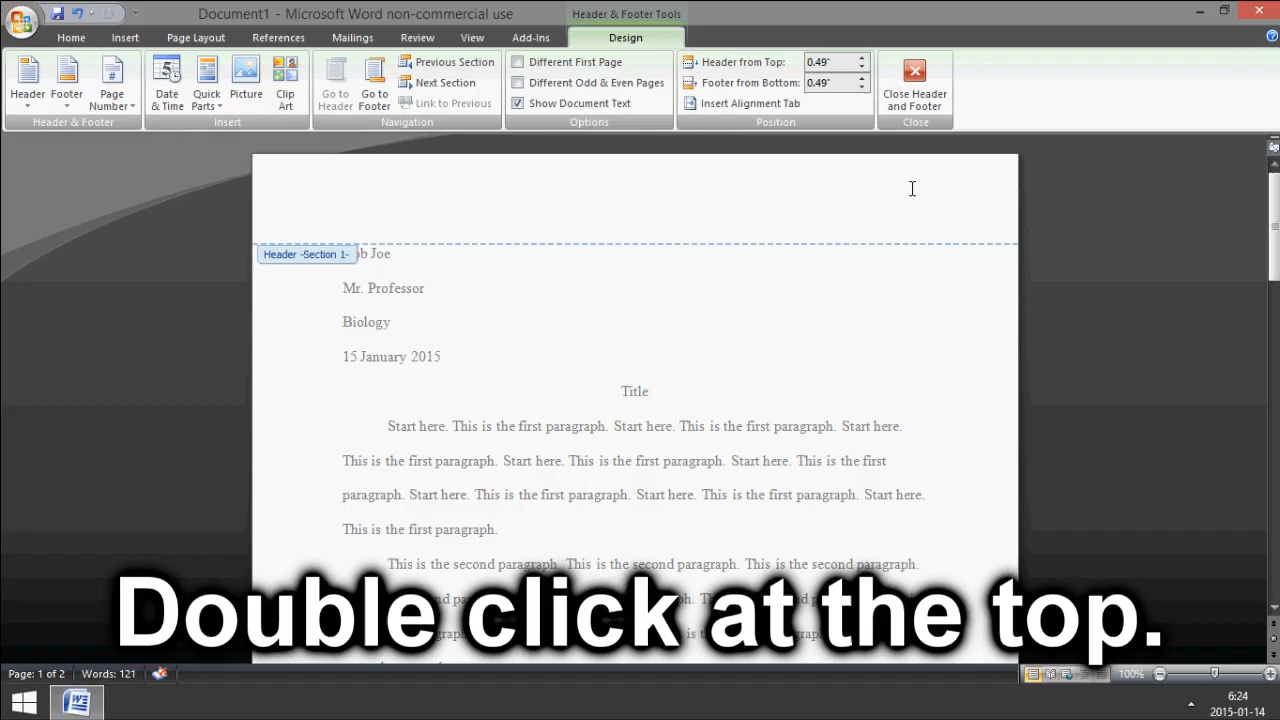 Document1 - Microsoft Word non-commercial use
Header & Footer Tools
Home Insert Page Layout References Mailings Review View Add-Ins Design
Header
Footer
Page Number
Header & Footer
5
Date & Time
Quick Parts
Picture
Clip Art
Insert
Go to Header
Go to Footer
Previous Section
Next Section
Link to Previous
Navigation
Different First Page
Different Odd & Even Pages
Show Document Text
Options
Header from Top: 0.49"
Footer from Bottom: 0.49"
Insert Alignment Tab
Position
Close Header and Footer
Close
Header -Section 1-
ob Joe
Mr. Professor
Biology
15 January 2015
Title
Start here. This is the first paragraph. Start here. This is the first paragraph. Start here.
This is the first paragraph. Start here. This is the first paragraph. Start here. This is the first
paragraph. Start here. This is the first paragraph. Start here. This is the first paragraph. Start here.
This is the first paragraph.
This is the second paragraph. This is the second paragraph. This is the second paragraph.
Double click at the top.
Page: 1 of 2 Words: 121
100%
6:24
2015-01-14